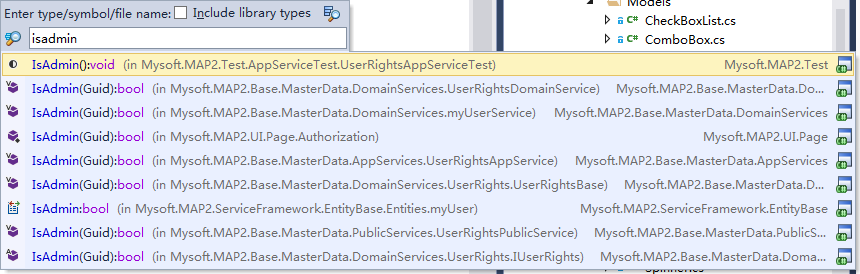 Enter type/symbol/file name: Include library types
isadmin
IsAdmin():void (in Mysoft.MAP2.Test.AppServiceTest.UserRightsAppServiceTest) Mysoft.MAP2.Test
IsAdmin(Guid):bool (in Mysoft.MAP2.Base.MasterData.DomainServices.UserRightsDomainService) Mysoft.MAP2.Base.MasterData.Do...
IsAdmin(Guid):bool (in Mysoft.MAP2.Base.MasterData.DomainServices.myUserService) Mysoft.MAP2.Base.MasterData.DomainServices
IsAdmin(Guid):bool (in Mysoft.MAP2.UI.Page.Authorization) Mysoft.MAP2.UI.Page
IsAdmin(Guid):bool (in Mysoft.MAP2.Base.MasterData.AppServices.UserRightsAppService) Mysoft.MAP2.Base.MasterData.AppServices
IsAdmin(Guid):bool (in Mysoft.MAP2.Base.MasterData.DomainServices.UserRights.UserRightsBase) Mysoft.MAP2.Base.MasterData.D...
IsAdmin:bool (in Mysoft.MAP2.ServiceFramework.EntityBase.Entities.myUser) Mysoft.MAP2.ServiceFramework.EntityBase
IsAdmin(Guid):bool (in Mysoft.MAP2.Base.MasterData.PublicServices.UserRightsPublicService) Mysoft.MAP2.Base.MasterData.PublicS...
IsAdmin(Guid):bool (in Mysoft.MAP2.Base.MasterData.DomainServices.UserRights.IUserRights) Mysoft.MAP2.Base.MasterData.Doma...
Models
CheckBoxList.cs
ComboBox.cs